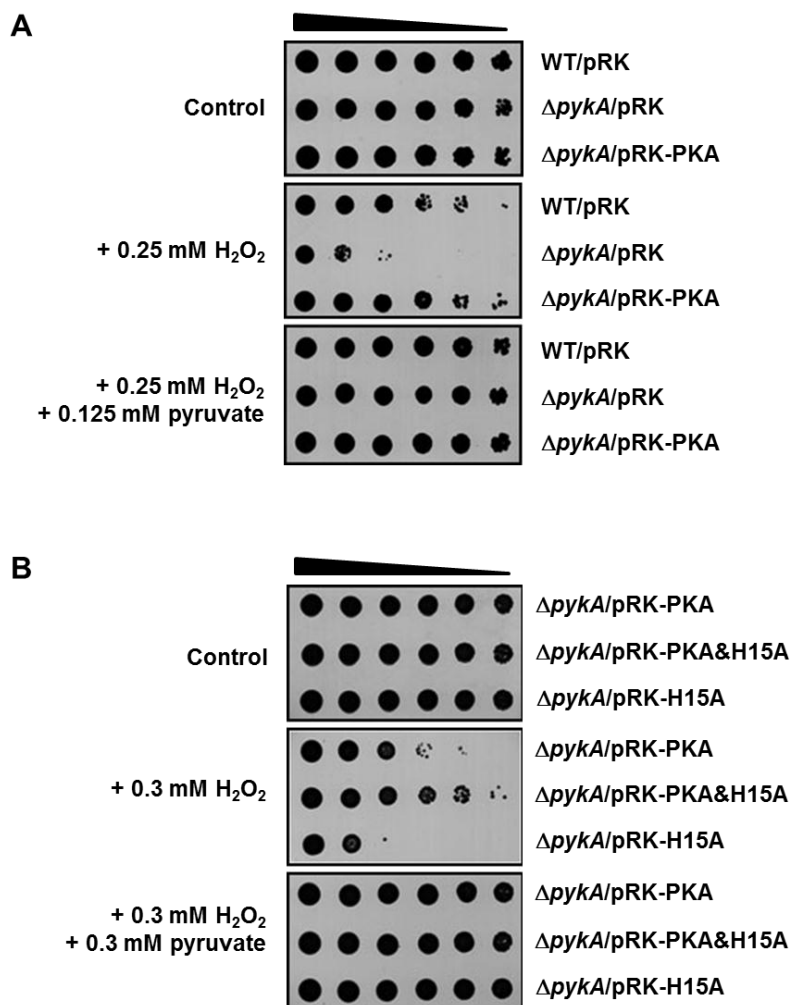 A
Control
WT/pRK
ΔpykA/pRK
ΔpykA/pRK-PKA
+ 0.25 mM H₂O₂
WT/pRK
ΔpykA/pRK
ΔpykA/pRK-PKA
+ 0.25 mM H₂O₂
+ 0.125 mM pyruvate
WT/pRK
ΔpykA/pRK
ΔpykA/pRK-PKA
B
Control
ΔpykA/pRK-PKA
ΔpykA/pRK-PKA&H15A
ΔpykA/pRK-H15A
+ 0.3 mM H₂O₂
ΔpykA/pRK-PKA
ΔpykA/pRK-PKA&H15A
ΔpykA/pRK-H15A
+ 0.3 mM H₂O₂
+ 0.3 mM pyruvate
ΔpykA/pRK-PKA
ΔpykA/pRK-PKA&H15A
ΔpykA/pRK-H15A